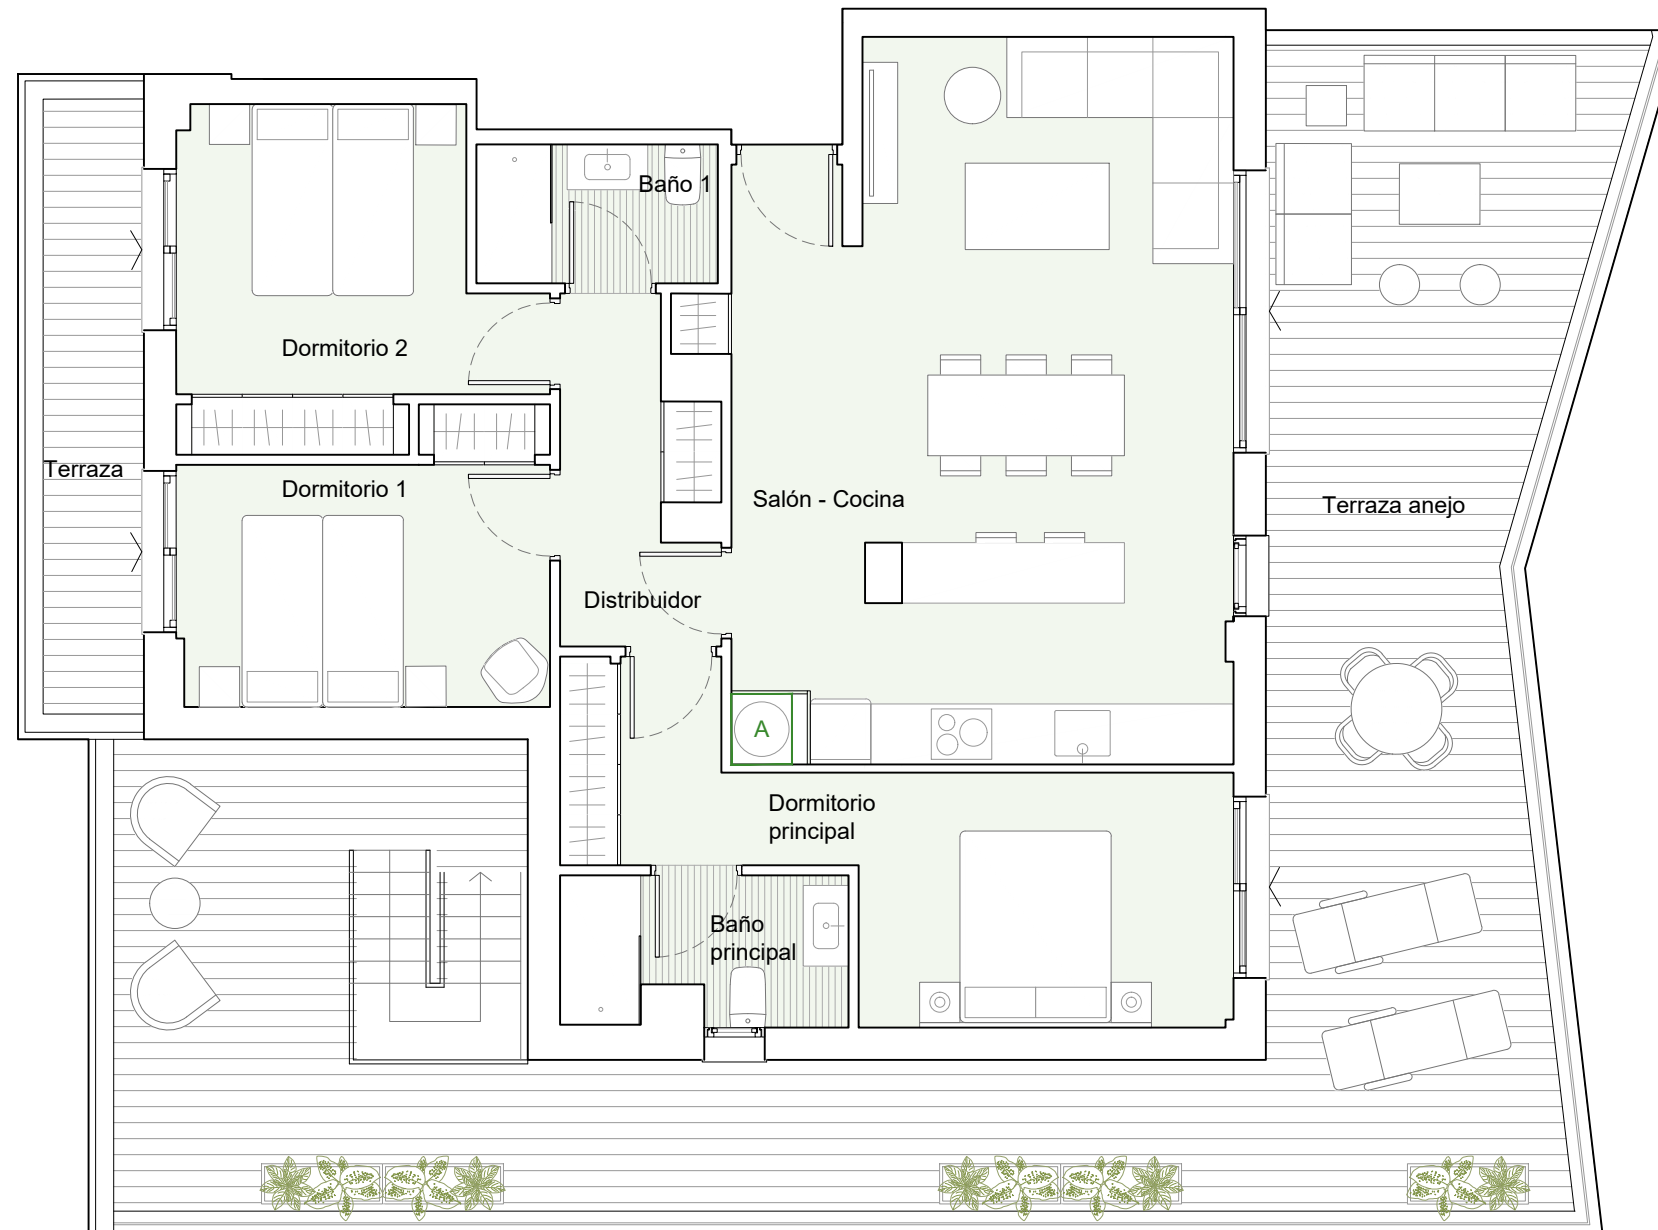 Baño 1
Dormitorio 2
Terraza
Dormitorio 1
Salón - Cocina
Terraza anejo
Distribuidor
A
Dormitorio
principal
Baño
principal